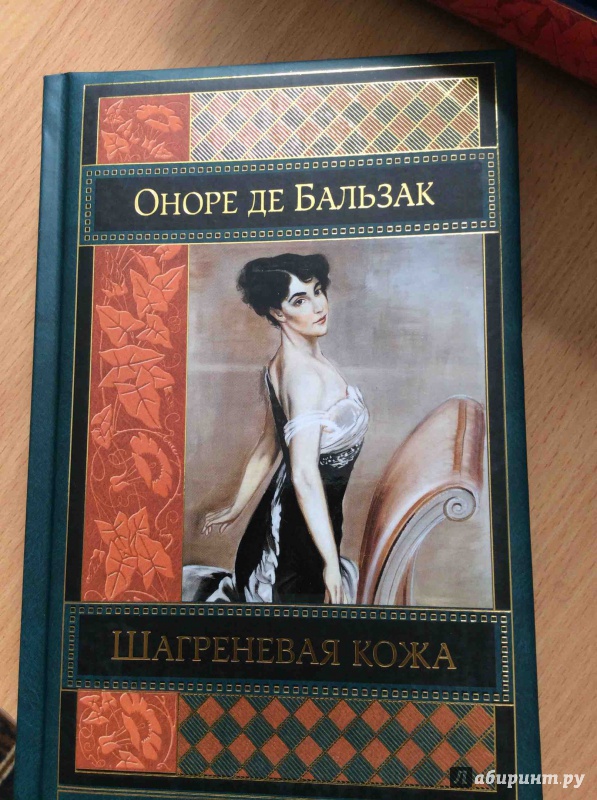 Оноре де Бальзак
Шагреневая кожа
Лабиринт.ру